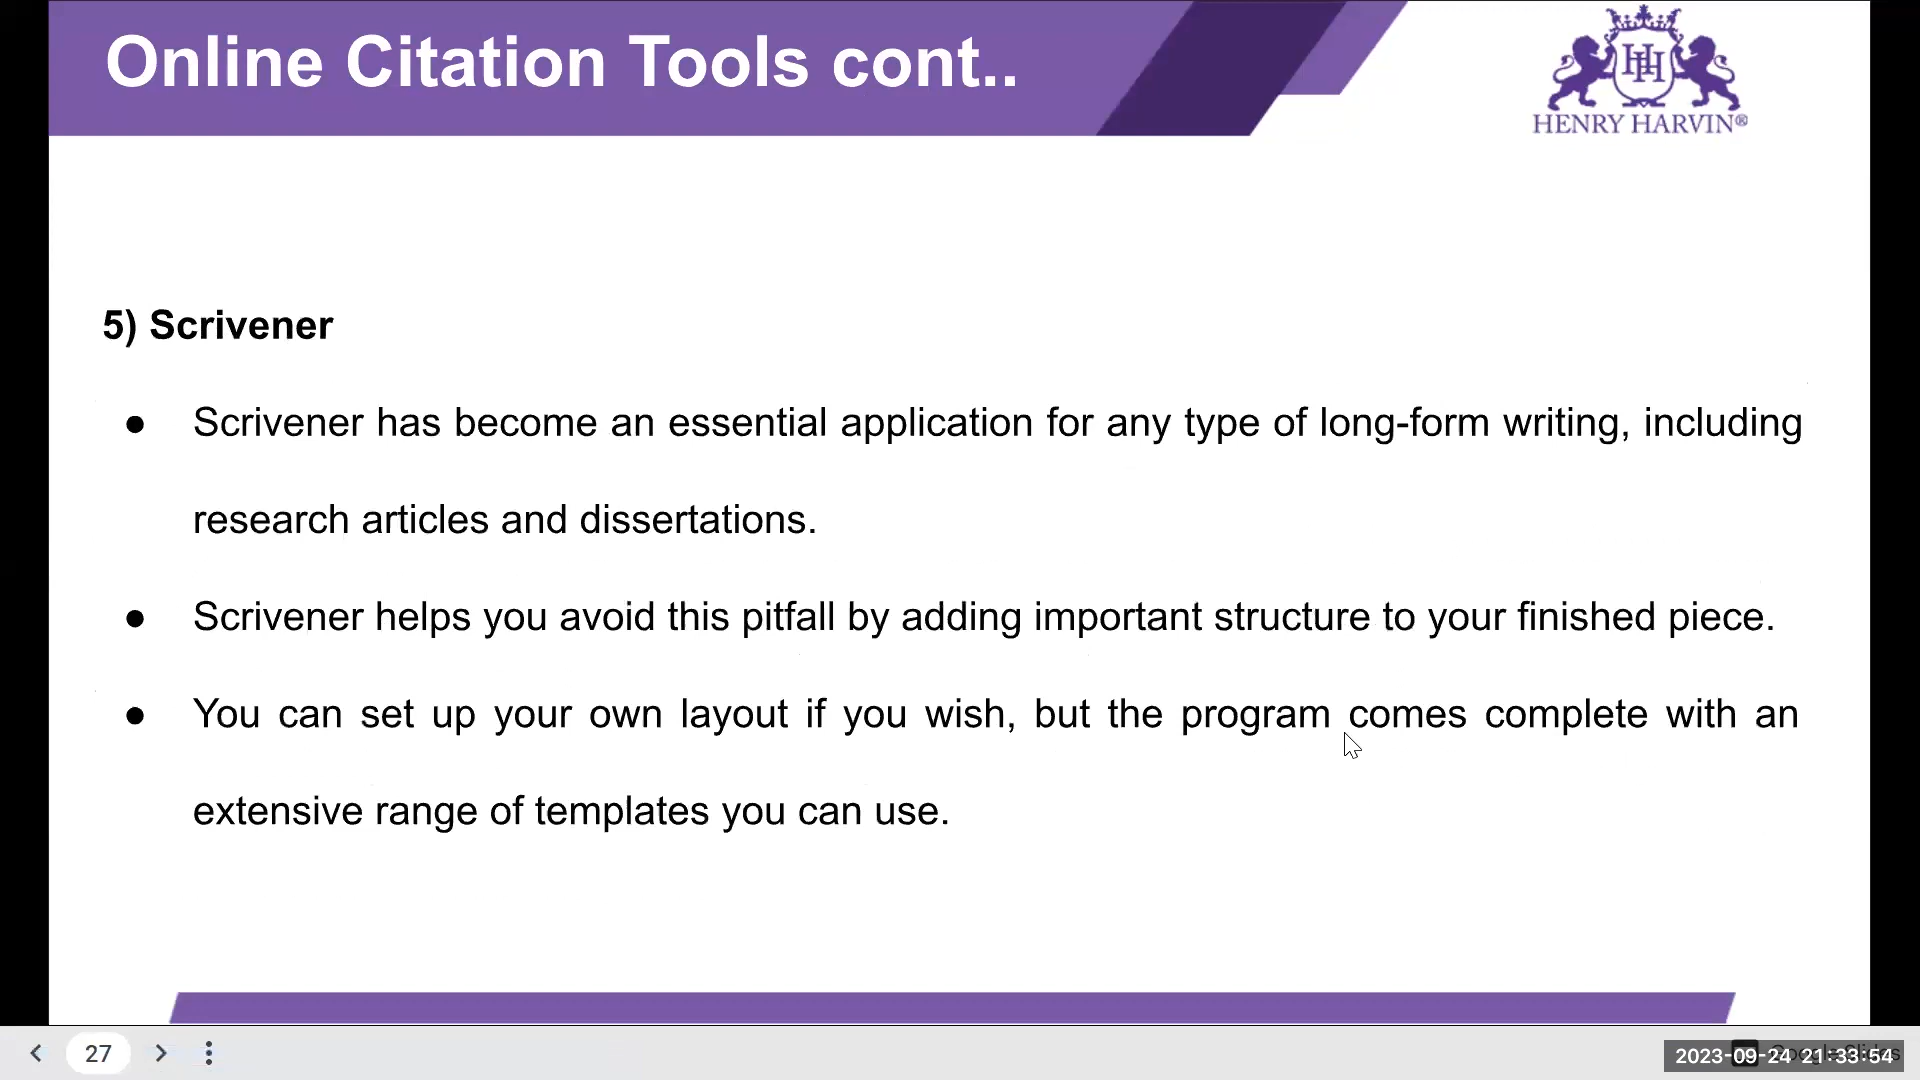 Online Citation Tools cont..
HENRY HARVIN®
5) Scrivener
● Scrivener has become an essential application for any type of long-form writing, including
research articles and dissertations.
● Scrivener helps you avoid this pitfall by adding important structure to your finished piece.
● You can set up your own layout if you wish, but the program comes complete with an
extensive range of templates you can use.
27
2023-09-24 21:33:54